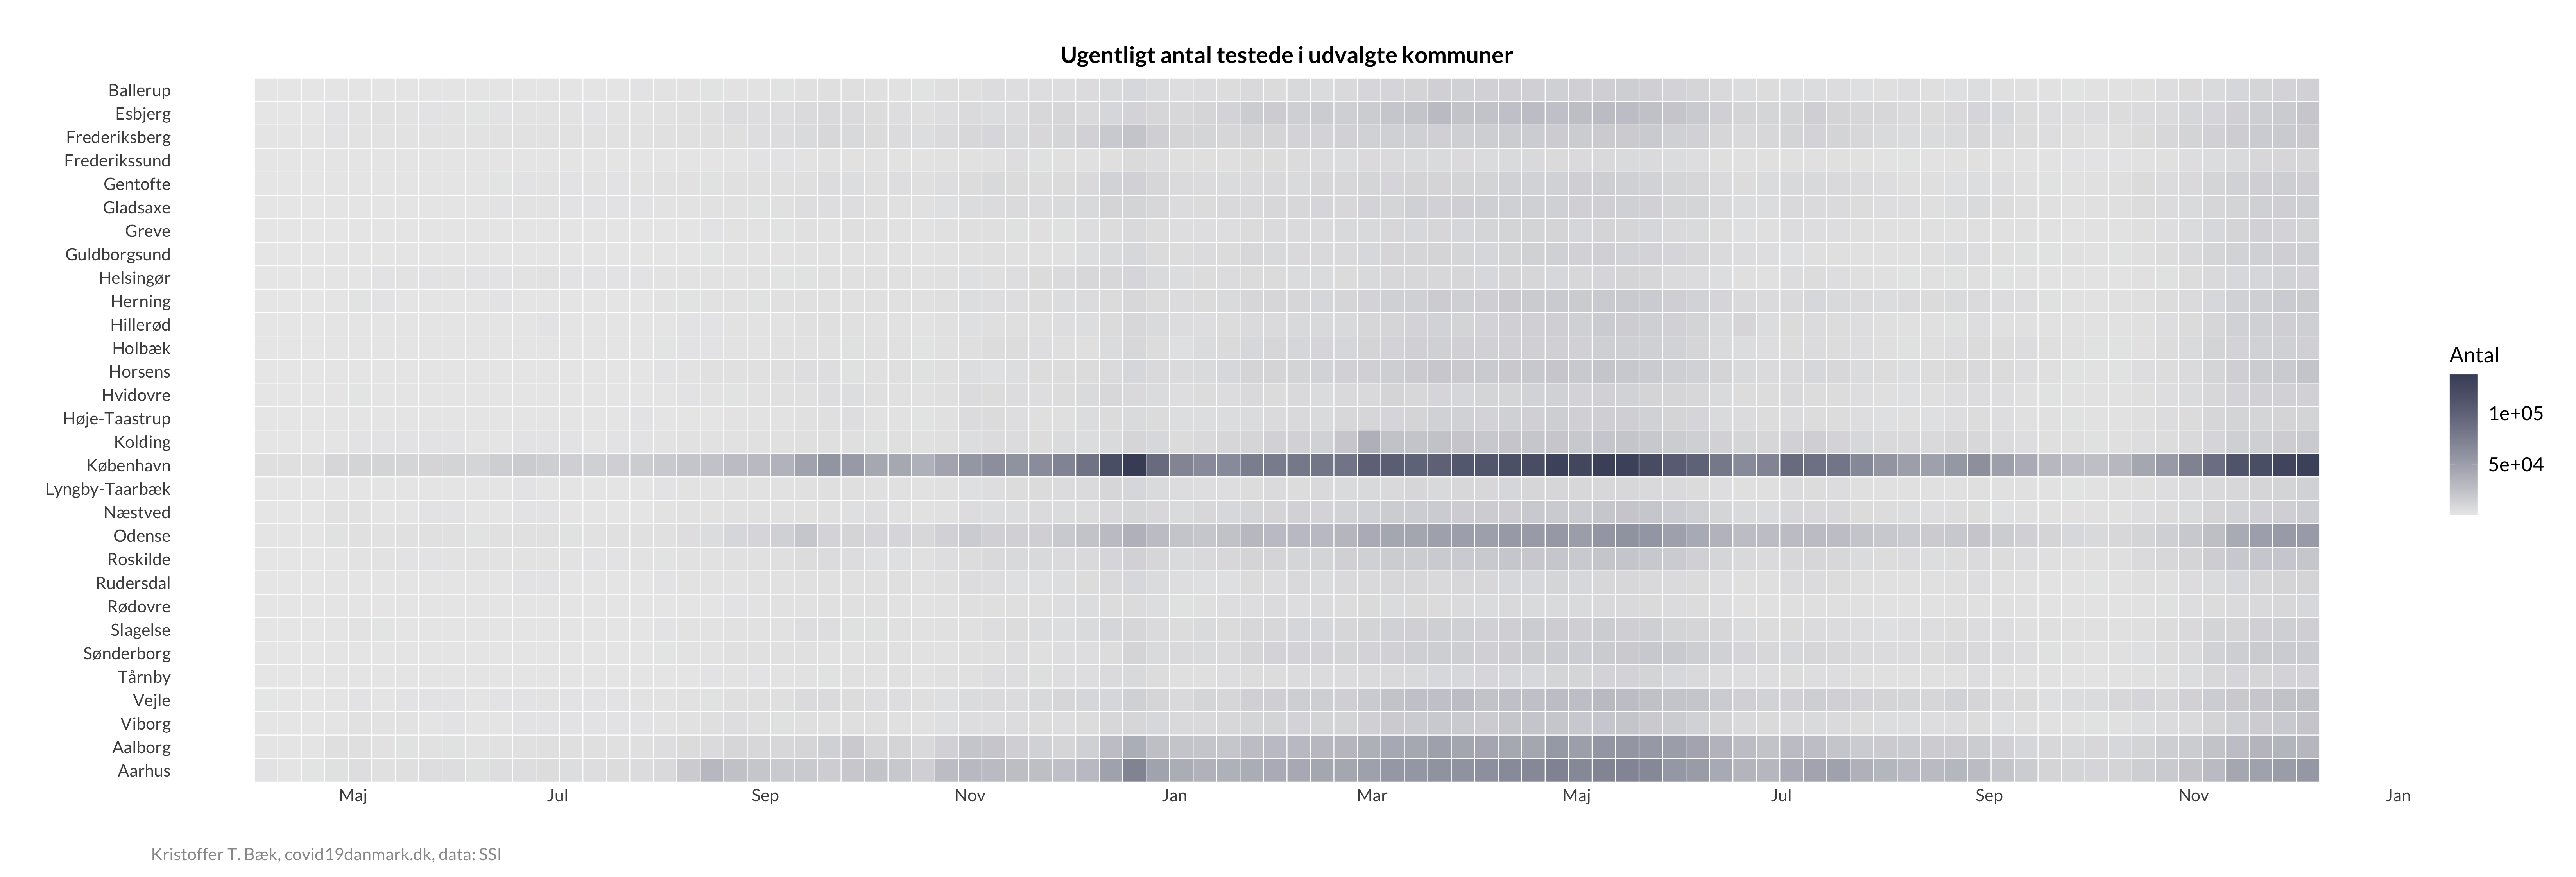 Ugentligt antal testede i udvalgte kommuner
Ballerup
Esbjerg
Frederiksberg
Frederikssund
Gentofte
Gladsaxe
Greve
Guldborgsund
Helsingør
Herning
Hillerød
Holbæk
Horsens
Hvidovre
Høje-Taastrup
Kolding
København
Lyngby-Taarbæk
Næstved
Odense
Roskilde
Rudersdal
Rødovre
Slagelse
Sønderborg
Tårnby
Vejle
Viborg
Aalborg
Aarhus
Maj Jul Sep Nov Jan Mar Maj Jul Sep Nov Jan
Antal
1e+05
5e+04
Kristoffer T. Bæk, covid19danmark.dk, data: SSI